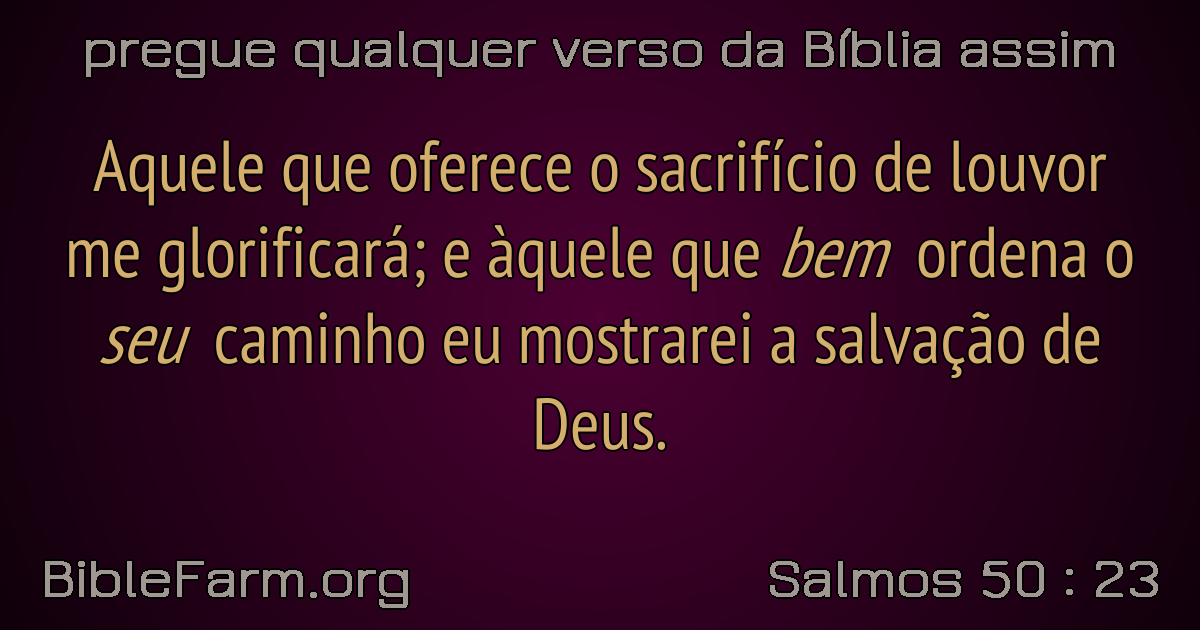 pregue qualquer verso da Bíblia assim
Aquele que oferece o sacrifício de louvor
me glorificará; e àquele que bem ordena o
seu caminho eu mostrarei a salvação de
Deus.
BibleFarm.org
Salmos 50 : 23